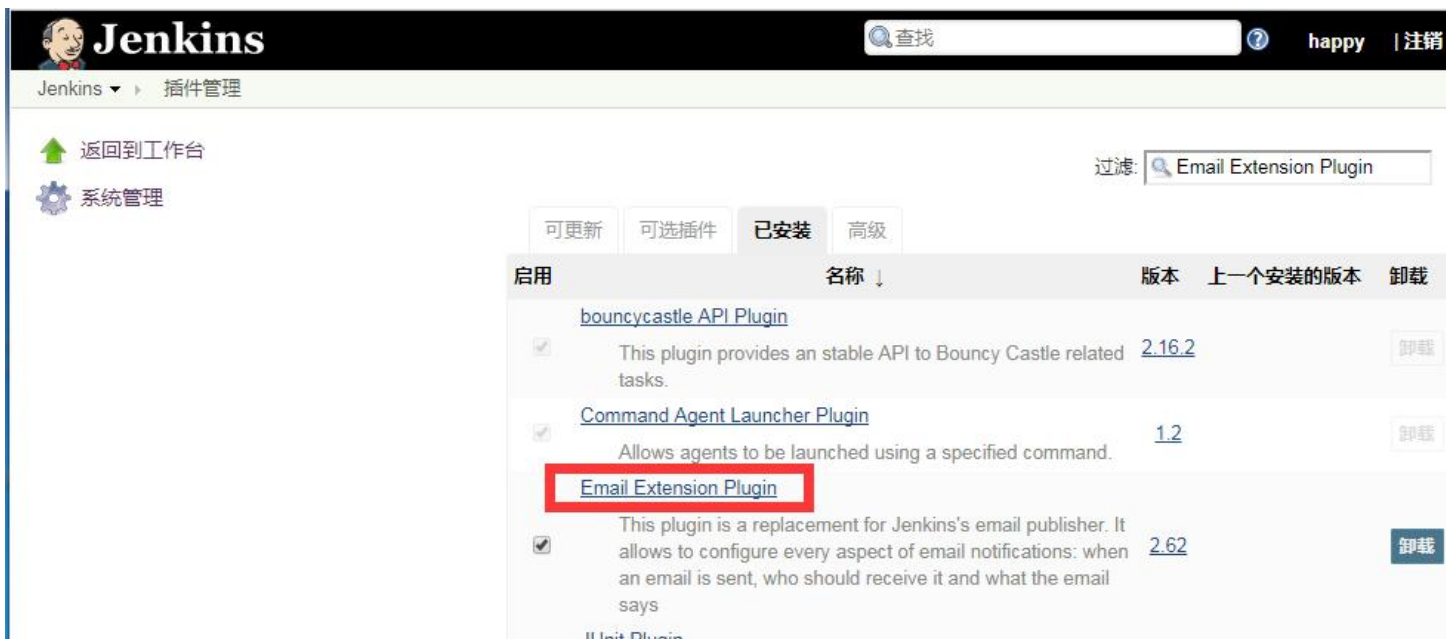 Jenkins
查找
happy
|注销
Jenkins
插件管理
返回到工作台
系统管理
过滤:
Email Extension Plugin
可更新
可选插件
已安装
高级
启用
名称 ↓
版本
上一个安装的版本
卸载
bouncycastle API Plugin
This plugin provides an stable API to Bouncy Castle related
tasks.
2.16.2
卸载
Command Agent Launcher Plugin
Allows agents to be launched using a specified command.
1.2
卸载
Email Extension Plugin
This plugin is a replacement for Jenkins's email publisher. It
allows to configure every aspect of email notifications: when
an email is sent, who should receive it and what the email
says
2.62
卸载
JUnit Plugin